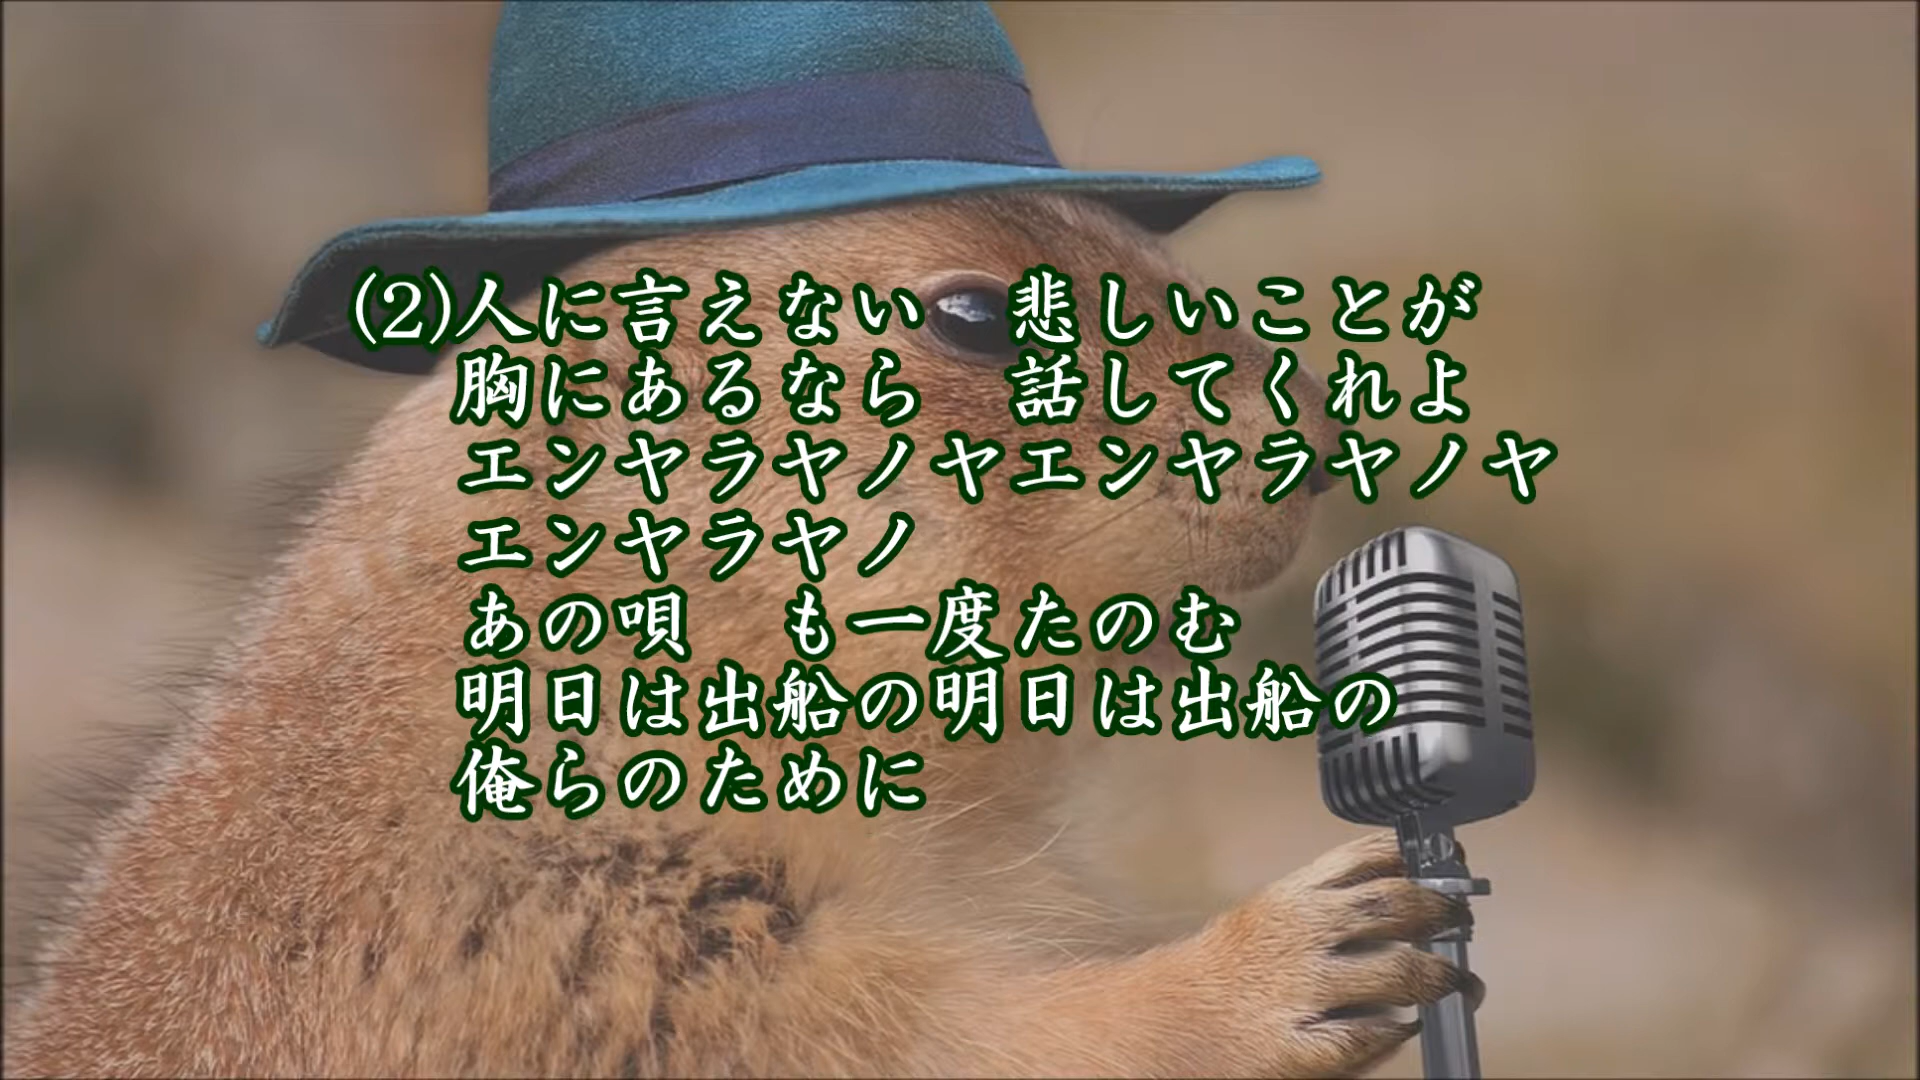 (2)人に言えない　悲しいことが
胸にあるなら　話してくれよ
エンヤラヤノヤエンヤラヤノヤ
エンヤラヤノ
あの唄　も一度たのむ
明日は出船の明日は出船の
俺らのために